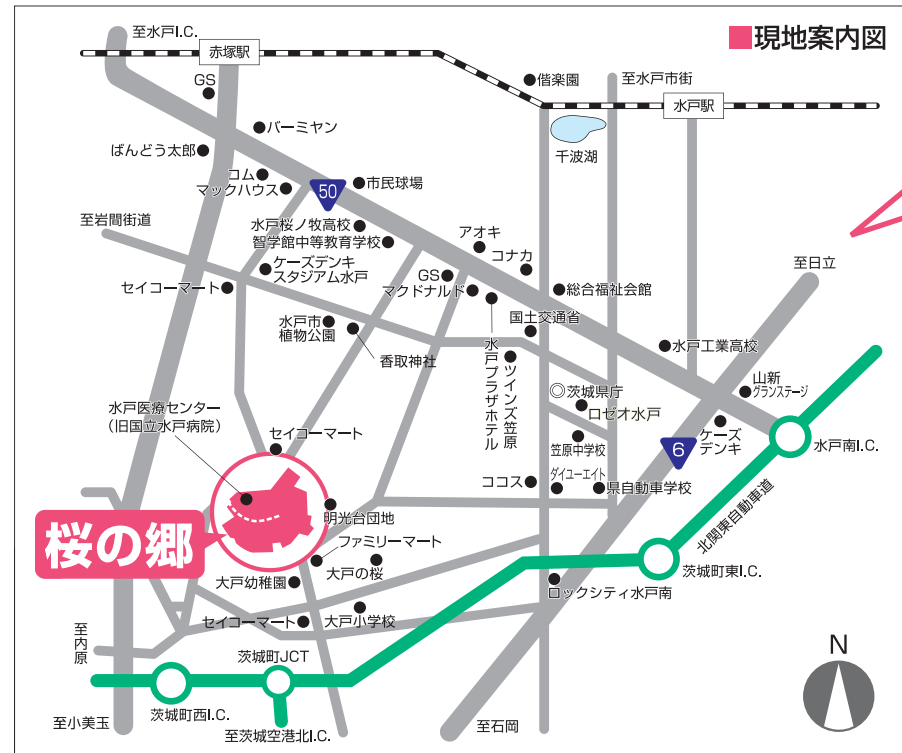 ■現地案内図
至水戸I.C.
赤塚駅
GS
偕楽園
至水戸市街
水戸駅
千波湖
バーミヤン
ばんどう太郎
コム
マックハウス
50
市民球場
至岩間街道
水戸桜ノ牧高校
智学館中等教育学校
アオキ
コナカ
至日立
ケーズデンキ
スタジアム水戸
セイコーマート
GS
マクドナルド
総合福祉会館
国土交通省
水戸市
植物公園
香取神社
水戸プラザホテル
ツインズ笠原
水戸工業高校
山新
グランステージ
◎茨城県庁
ロゼオ水戸
水戸医療センター
(旧国立水戸病院)
セイコーマート
笠原中学校
6
ケーズ
デンキ
水戸南I.C.
ココス
ダイユーエイト
県自動車学校
北関東自動車道
明光台団地
桜の郷
ファミリーマート
大戸の桜
大戸幼稚園
茨城町東I.C.
ロックシティ水戸南
セイコーマート
大戸小学校
至内原
茨城町JCT
N
茨城町西I.C.
至小美玉
至茨城空港北I.C.
至石岡